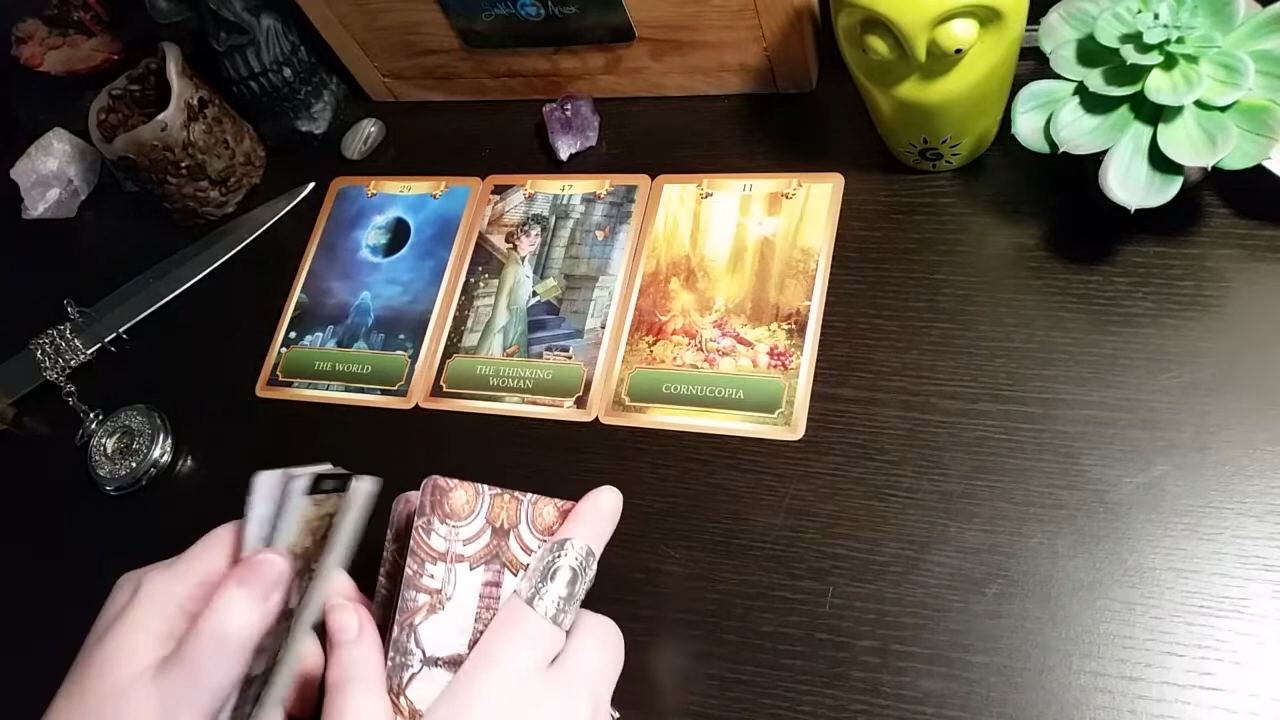 29
THE WORLD
47
THE THINKING
WOMAN
11
CORNUCOPIA